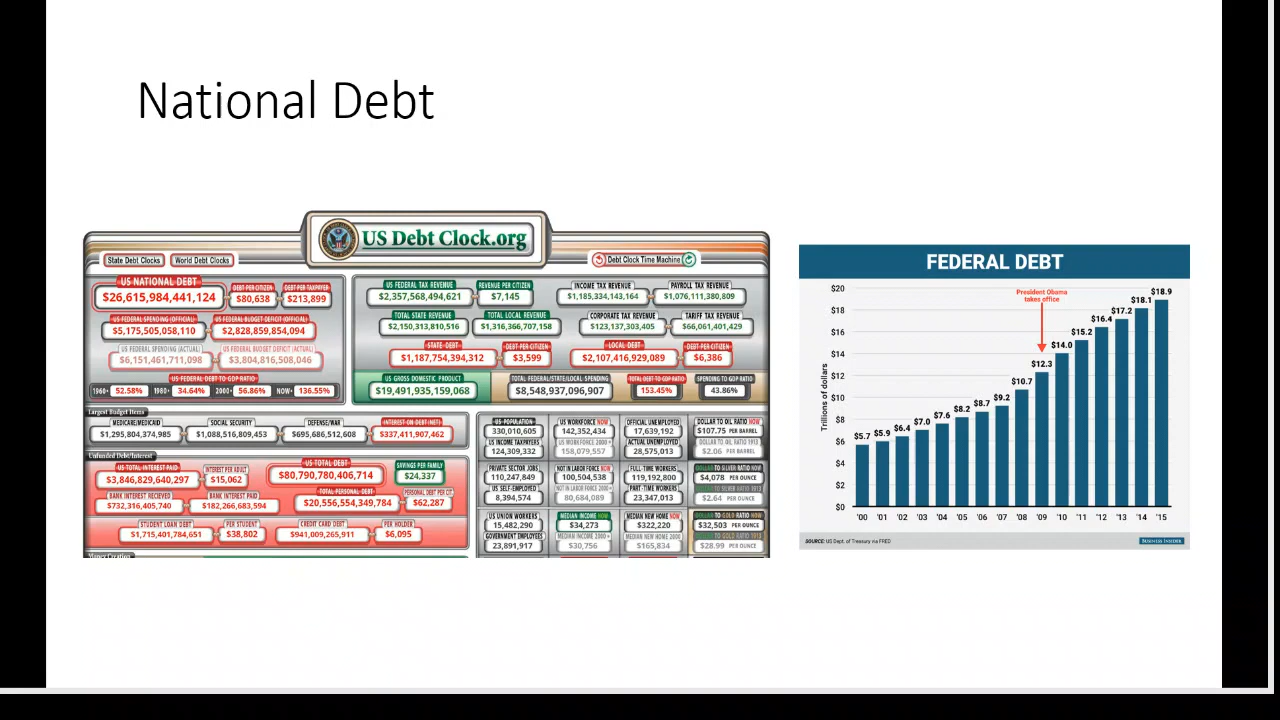 National Debt
US Debt Clock.org
State Debt Clocks World Debt Clocks
Debt Clock Time Machine
US NATIONAL DEBT DEBT PER CITIZEN DEBT PER TAXPAYER
$26,615,984,441,124 $80,638 $213,899
US FEDERAL SPENDING (OFFICIAL) US FEDERAL BUDGET DEFICIT (OFFICIAL)
$5,175,505,058,110 $2,828,859,854,094
US FEDERAL SPENDING (ACTUAL) US FEDERAL BUDGET DEFICIT (ACTUAL)
$6,151,461,711,098 $3,804,816,508,046
US FEDERAL DEBT TO GDP RATIO
1960• 52.58% 1980• 34.64% 2000• 56.86% NOW• 136.55%
US FEDERAL TAX REVENUE REVENUE PER CITIZEN INCOME TAX REVENUE PAYROLL TAX REVENUE
$2,357,568,494,621 $7,145 $1,185,334,143,164 $1,076,111,380,809
TOTAL STATE REVENUE TOTAL LOCAL REVENUE CORPORATE TAX REVENUE TARIFF TAX REVENUE
$2,150,313,810,516 $1,316,366,707,158 $123,137,303,405 $66,061,401,429
STATE DEBT DEBT PER CITIZEN LOCAL DEBT DEBT PER CITIZEN
$1,187,754,394,312 $3,599 $2,107,416,929,089 $6,386
US GROSS DOMESTIC PRODUCT TOTAL FEDERAL/STATE/LOCAL SPENDING TOTAL DEBT TO GDP RATIO SPENDING TO GDP RATIO
$19,491,935,159,068 $8,548,937,096,907 153.45% 43.86%
Largest Budget Items
MEDICARE/MEDICAID SOCIAL SECURITY DEFENSE/WAR INTEREST ON DEBT (NET)
$1,295,804,374,985 $1,088,516,809,453 $695,686,512,608 $337,411,907,462
Unfunded Debt/Interest
US TOTAL INTEREST PAID INTEREST PER ADULT US TOTAL DEBT SAVINGS PER FAMILY
$3,846,829,640,297 $15,062 $80,790,780,406,714 $24,337
BANK INTEREST RECIEVED BANK INTEREST PAID TOTAL PERSONAL DEBT PERSONAL DEBT PER CIT.
$732,316,405,740 $182,266,683,594 $20,556,554,349,784 $62,287
STUDENT LOAN DEBT PER STUDENT CREDIT CARD DEBT PER HOLDER
$1,715,401,784,651 $38,802 $941,009,265,911 $6,095
Money Creation
US POPULATION US WORKFORCE NOW OFFICIAL UNEMPLOYED DOLLAR TO OIL RATIO NOW
330,010,605 142,352,434 17,639,192 $107.75 PER BARREL
US INCOME TAXPAYERS US WORKFORCE 2000• ACTUAL UNEMPLOYED DOLLAR TO OIL RATIO 1913
124,309,332 158,079,557 28,575,013 $2.06 PER BARREL
PRIVATE SECTOR JOBS NOT IN LABOR FORCE NOW FULL-TIME WORKERS DOLLAR TO SILVER RATIO NOW
110,247,849 100,504,538 119,192,800 $4,078 PER OUNCE
US SELF-EMPLOYED NOT IN LABOR FORCE 2000• PART-TIME WORKERS DOLLAR TO SILVER RATIO 1913
8,394,574 80,684,089 23,347,013 $2.64 PER OUNCE
US UNION WORKERS MEDIAN INCOME NOW MEDIAN NEW HOME NOW DOLLAR TO GOLD RATIO NOW
15,482,290 $34,273 $322,220 $32,503 PER OUNCE
GOVERNMENT EMPLOYEES MEDIAN INCOME 2000• MEDIAN NEW HOME 2000 DOLLAR TO GOLD RATIO 1913
23,891,917 $30,756 $165,834 $28.99 PER OUNCE
FEDERAL DEBT
President Obama
takes office
Trillions of dollars
$20
$18
$16
$14
$12
$10
$8
$6
$4
$2
$0
$5.7 $5.9 $6.4 $7.0 $7.6 $8.2 $8.7 $9.2 $10.7 $12.3 $14.0 $15.2 $16.4 $17.2 $18.1 $18.9
'00 '01 '02 '03 '04 '05 '06 '07 '08 '09 '10 '11 '12 '13 '14 '15
SOURCE: US Dept. of Treasury via FRED
BUSINESS INSIDER